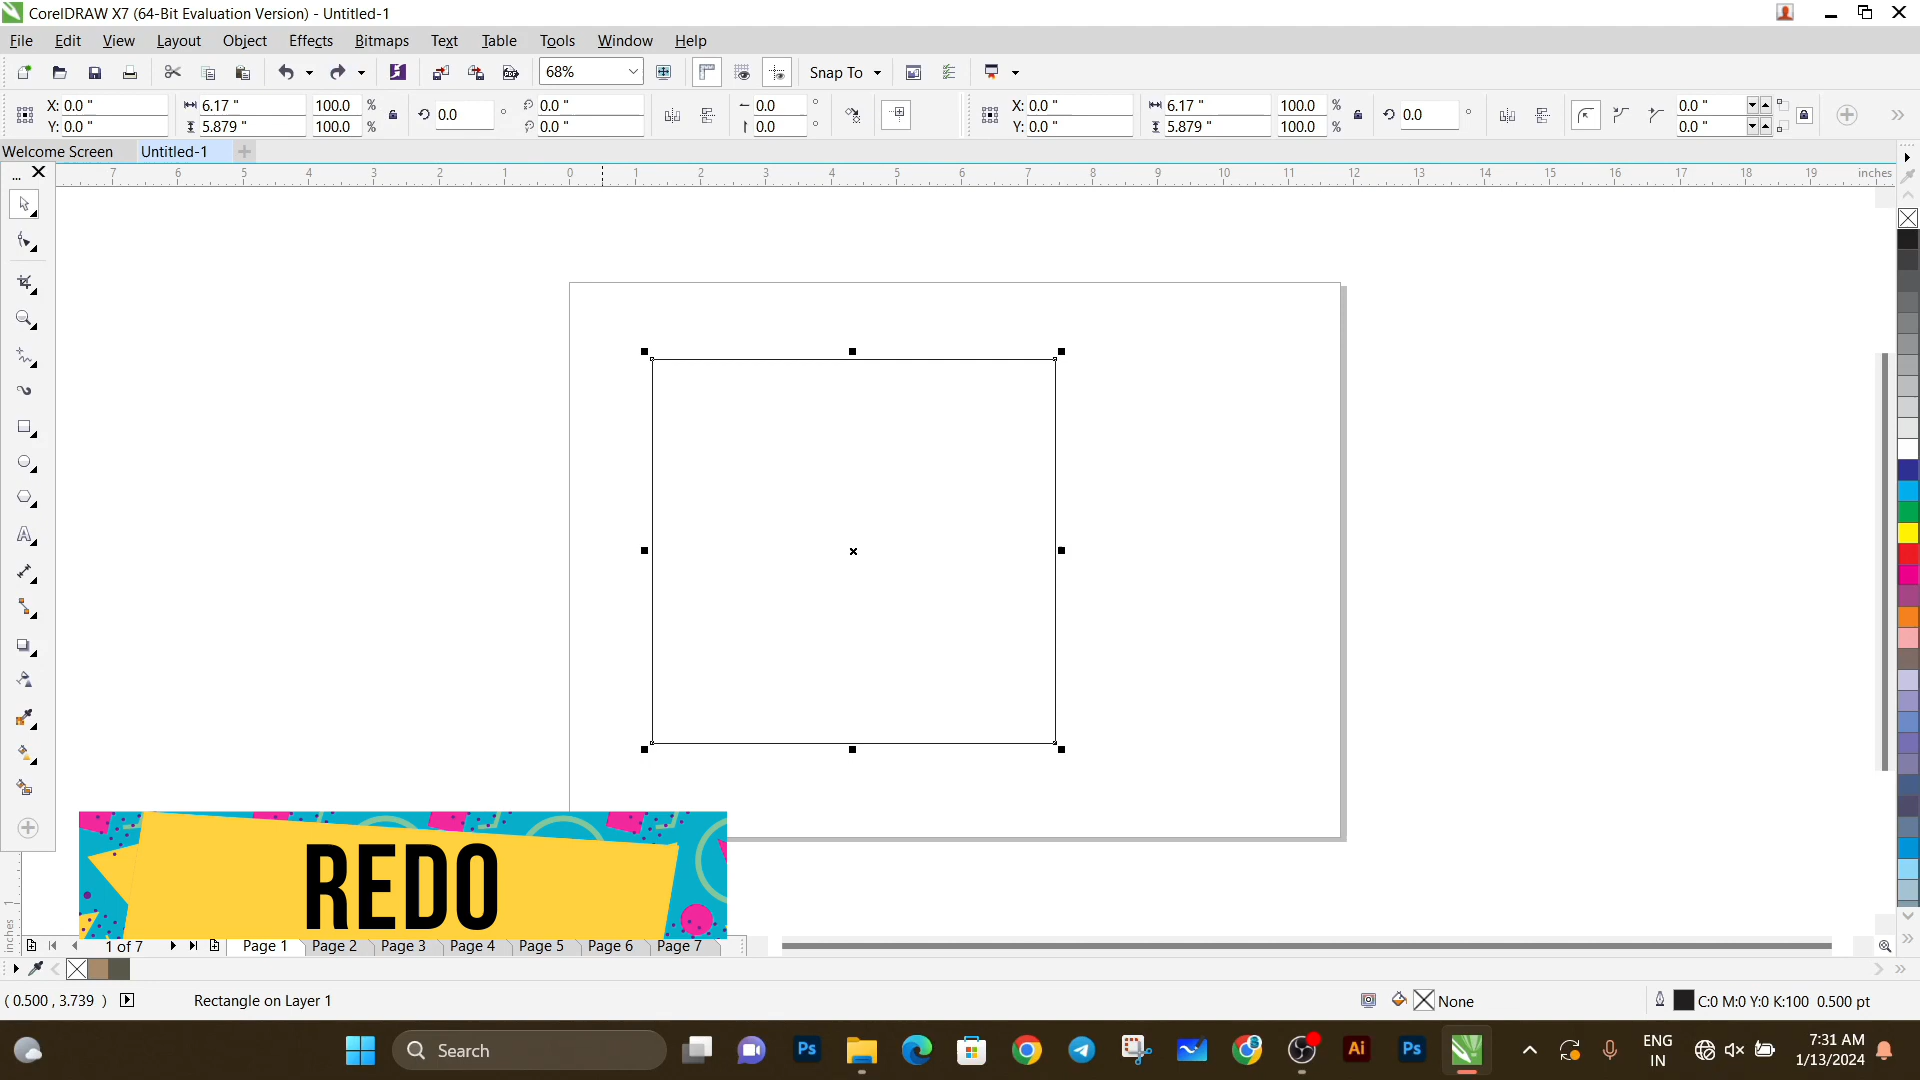 CorelDRAW X7 (64-Bit Evaluation Version) - Untitled-1
File Edit View Layout Object Effects Bitmaps Text Table Tools Window Help
68% Snap To
X: 0.0 " 6.17 " 100.0 % 0.0 ° 0.0 " 0.0 ° X: 0.0 " 6.17 " 100.0 % 0.0 ° 0.0 "
Y: 0.0 " 5.879 " 100.0 % 0.0 " 0.0 ° Y: 0.0 " 5.879 " 100.0 % 0.0 "
Welcome Screen Untitled-1
7 6 5 4 3 2 1 0 1 2 3 4 5 6 7 8 9 10 11 12 13 14 15 16 17 18 19 inches
REDO
1
inches
1 of 7 Page 1 Page 2 Page 3 Page 4 Page 5 Page 6 Page 7
( 0.500 , 3.739 ) Rectangle on Layer 1 None C:0 M:0 Y:0 K:100 0.500 pt
Search Ps Ai Ps ENG 7:31 AM
IN 1/13/2024